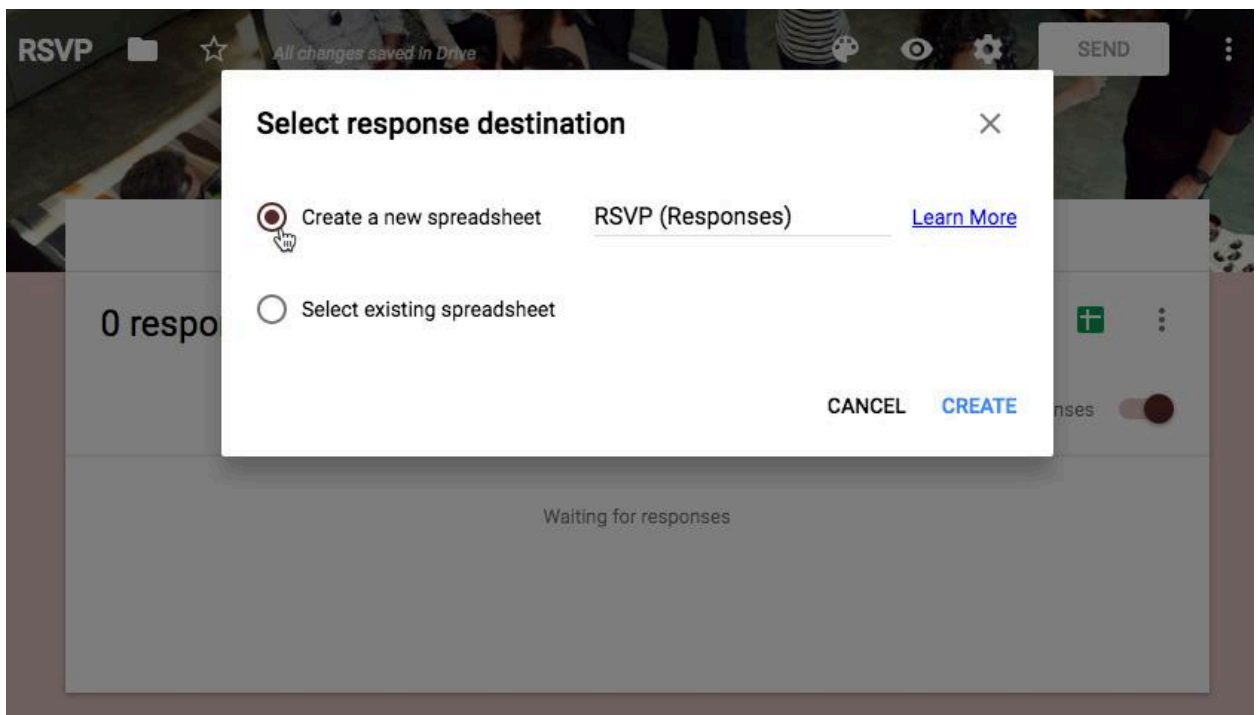 RSVP
All changes saved in Drive
SEND
Select response destination
Create a new spreadsheet RSVP (Responses) Learn More
Select existing spreadsheet
0 respo
CANCEL CREATE
nses
Waiting for responses